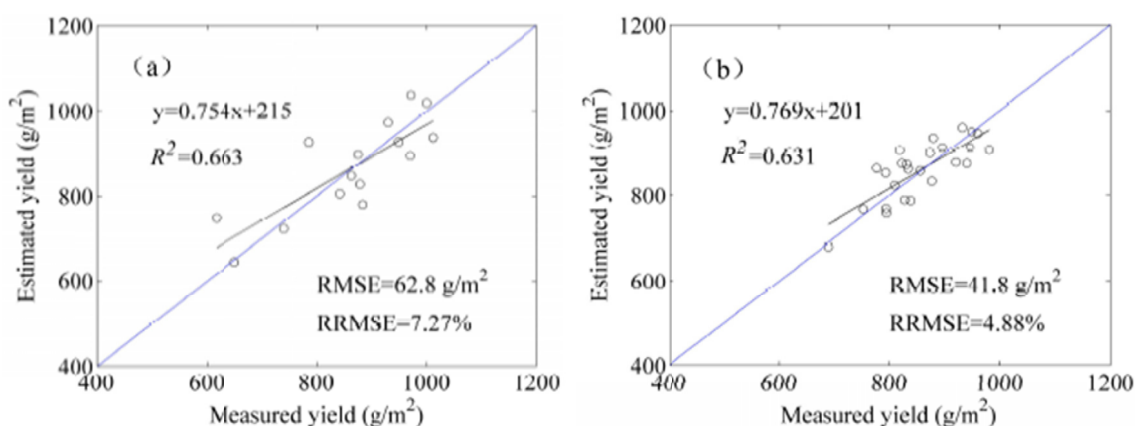 1200
1000
800
600
400
400
600
800
1000
1200
Estimated yield (g/m²)
Measured yield (g/m²)
(a)
y=0.754x+215
R²=0.663
RMSE=62.8 g/m²
RRMSE=7.27%
1200
1000
800
600
400
400
600
800
1000
1200
Estimated yield (g/m²)
Measured yield (g/m²)
(b)
y=0.769x+201
R²=0.631
RMSE=41.8 g/m²
RRMSE=4.88%